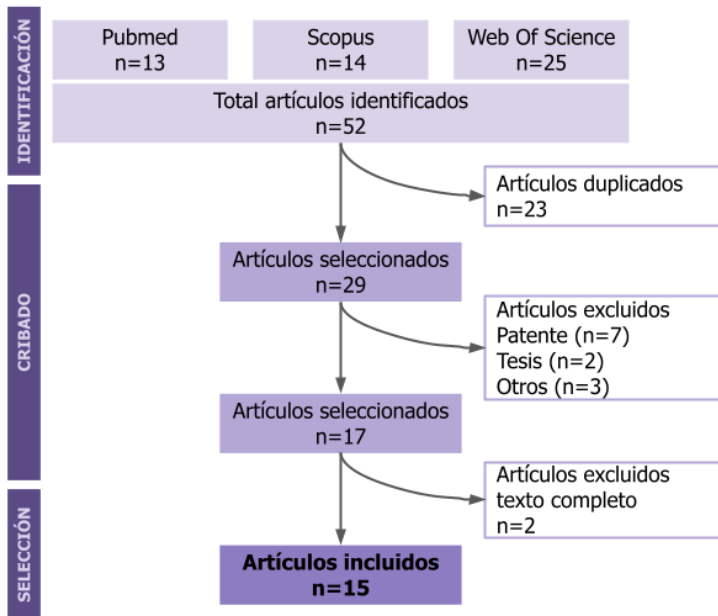 IDENTIFICACIÓN
Pubmed
n=13
Scopus
n=14
Web Of Science
n=25
Total artículos identificados
n=52
Artículos duplicados
n=23
CRIBADO
Artículos seleccionados
n=29
Artículos excluidos
Patente (n=7)
Tesis (n=2)
Otros (n=3)
Artículos seleccionados
n=17
Artículos excluidos
texto completo
n=2
SELECCIÓN
Artículos incluidos
n=15